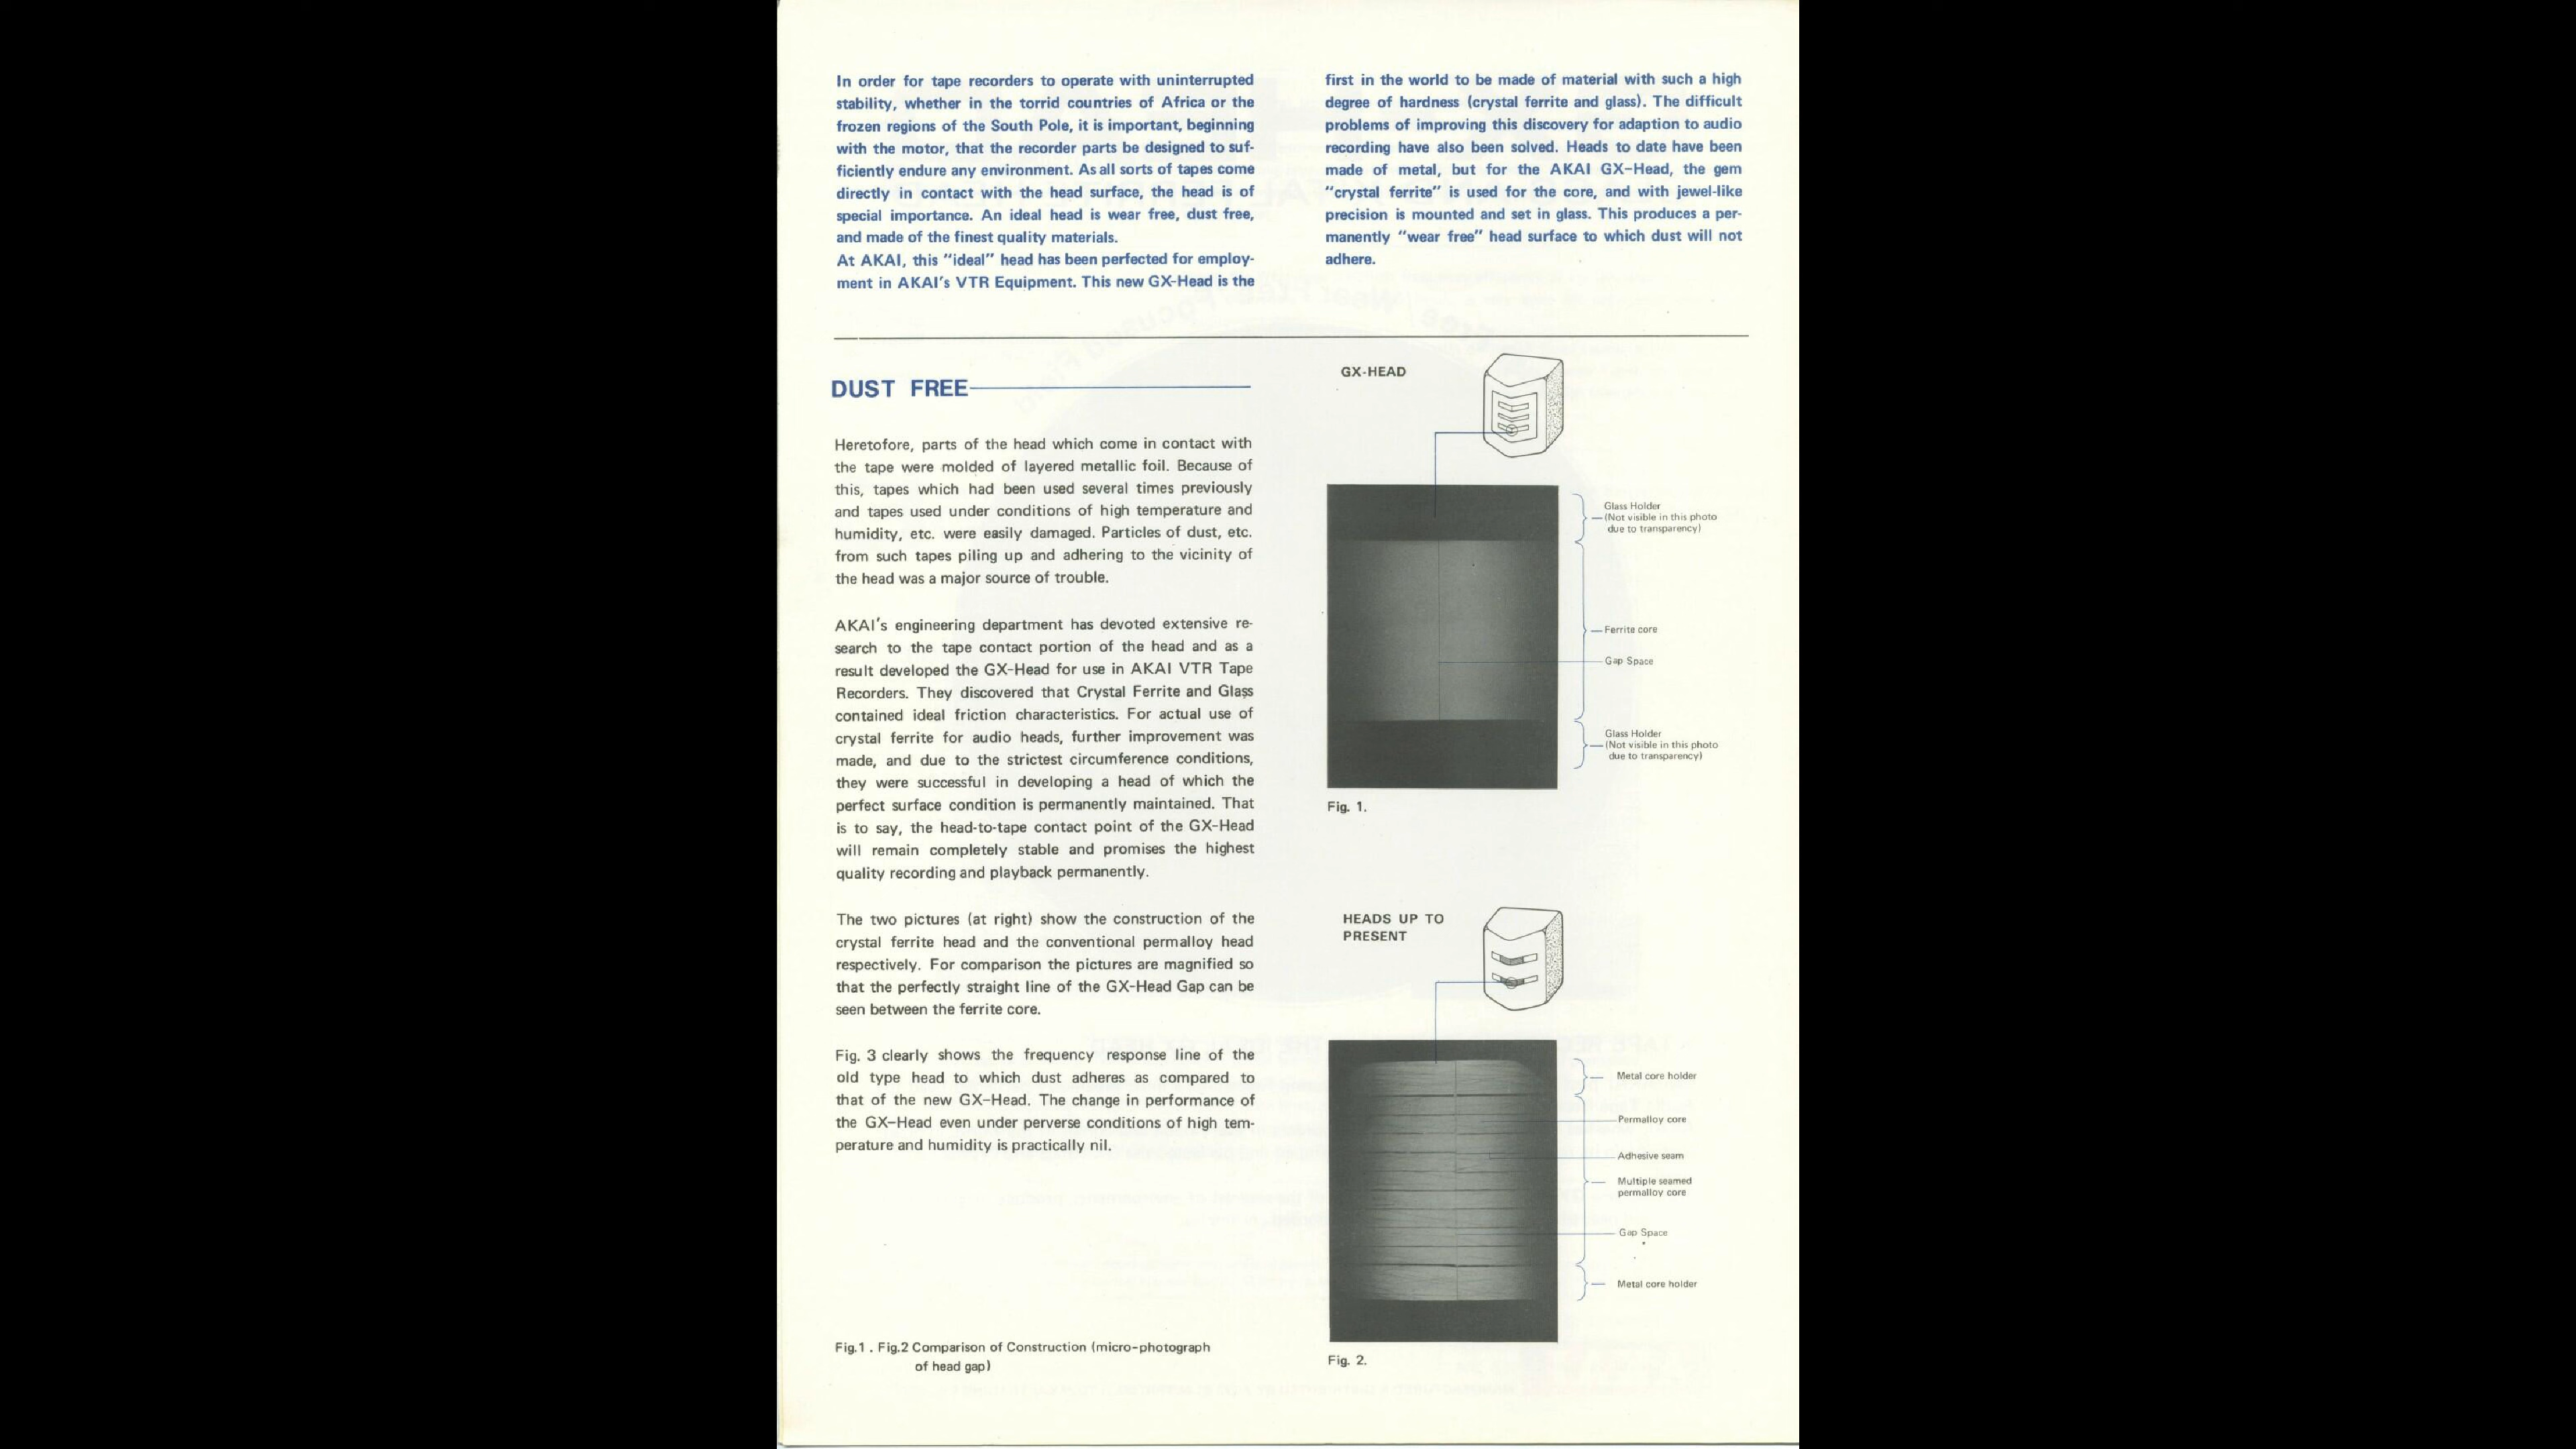 In order for tape recorders to operate with uninterrupted
stability, whether in the torrid countries of Africa or the
frozen regions of the South Pole, it is important, beginning
with the motor, that the recorder parts be designed to suf-
ficiently endure any environment. As all sorts of tapes come
directly in contact with the head surface, the head is of
special importance. An ideal head is wear free, dust free,
and made of the finest quality materials.
At AKAI, this "ideal" head has been perfected for employ-
ment in AKAI's VTR Equipment. This new GX-Head is the
first in the world to be made of material with such a high
degree of hardness (crystal ferrite and glass). The difficult
problems of improving this discovery for adaption to audio
recording have also been solved. Heads to date have been
made of metal, but for the AKAI GX-Head, the gem
"crystal ferrite" is used for the core, and with jewel-like
precision is mounted and set in glass. This produces a per-
manently "wear free" head surface to which dust will not
adhere.
DUST FREE
Heretofore, parts of the head which come in contact with
the tape were molded of layered metallic foil. Because of
this, tapes which had been used several times previously
and tapes used under conditions of high temperature and
humidity, etc. were easily damaged. Particles of dust, etc.
from such tapes piling up and adhering to the vicinity of
the head was a major source of trouble.
AKAI's engineering department has devoted extensive re-
search to the tape contact portion of the head and as a
result developed the GX-Head for use in AKAI VTR Tape
Recorders. They discovered that Crystal Ferrite and Glass
contained ideal friction characteristics. For actual use of
crystal ferrite for audio heads, further improvement was
made, and due to the strictest circumference conditions,
they were successful in developing a head of which the
perfect surface condition is permanently maintained. That
is to say, the head-to-tape contact point of the GX-Head
will remain completely stable and promises the highest
quality recording and playback permanently.
The two pictures (at right) show the construction of the
crystal ferrite head and the conventional permalloy head
respectively. For comparison the pictures are magnified so
that the perfectly straight line of the GX-Head Gap can be
seen between the ferrite core.
Fig. 3 clearly shows the frequency response line of the
old type head to which dust adheres as compared to
that of the new GX-Head. The change in performance of
the GX-Head even under perverse conditions of high tem-
perature and humidity is practically nil.
Fig.1 . Fig.2 Comparison of Construction (micro-photograph
of head gap)
GX-HEAD
Glass Holder
(Not visible in this photo
due to transparency)
Ferrite core
Gap Space
Glass Holder
(Not visible in this photo
due to transparency)
Fig. 1.
HEADS UP TO
PRESENT
Metal core holder
Permalloy core
Adhesive seam
Multiple seamed
permalloy core
Gap Space
Metal core holder
Fig. 2.